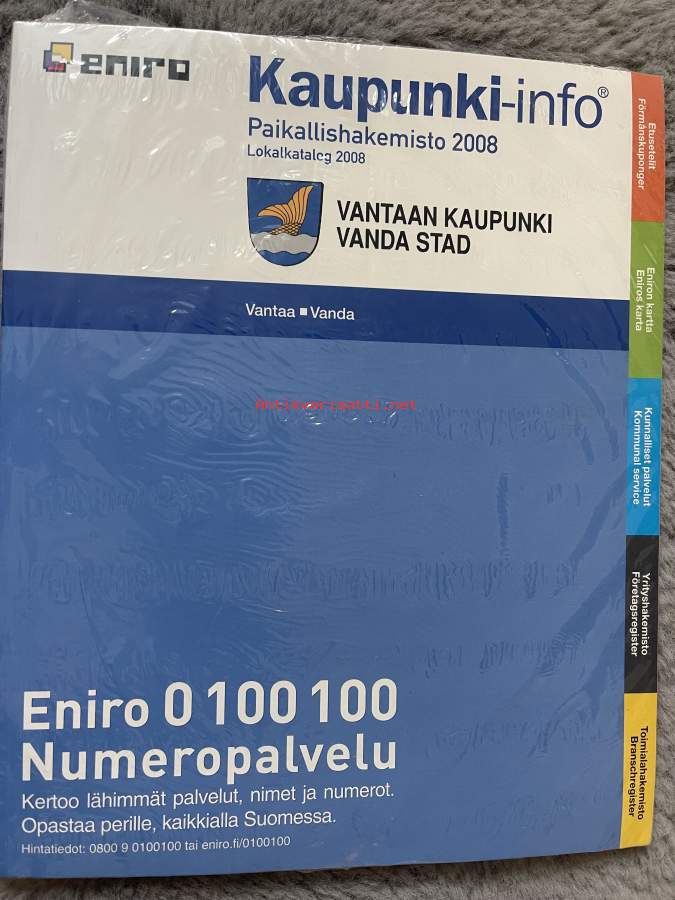 eniro
Kaupunki-info®
Paikallishakemisto 2008
Lokalkatalog 2008
VANTAAN KAUPUNKI
VANDA STAD
Vantaa ■ Vanda
Antikvariaatti.net
Etusetelit
Förmånskuponger
Eniron kartta
Eniros karta
Kunnalliset palvelut
Kommunal service
Yrityshakemisto
Företagsregister
Toimialahakemisto
Branschregister
Eniro 0 100 100
Numeropalvelu
Kertoo lähimmät palvelut, nimet ja numerot.
Opastaa perille, kaikkialla Suomessa.
Hintatiedot: 0800 9 0100100 tai eniro.fi/0100100